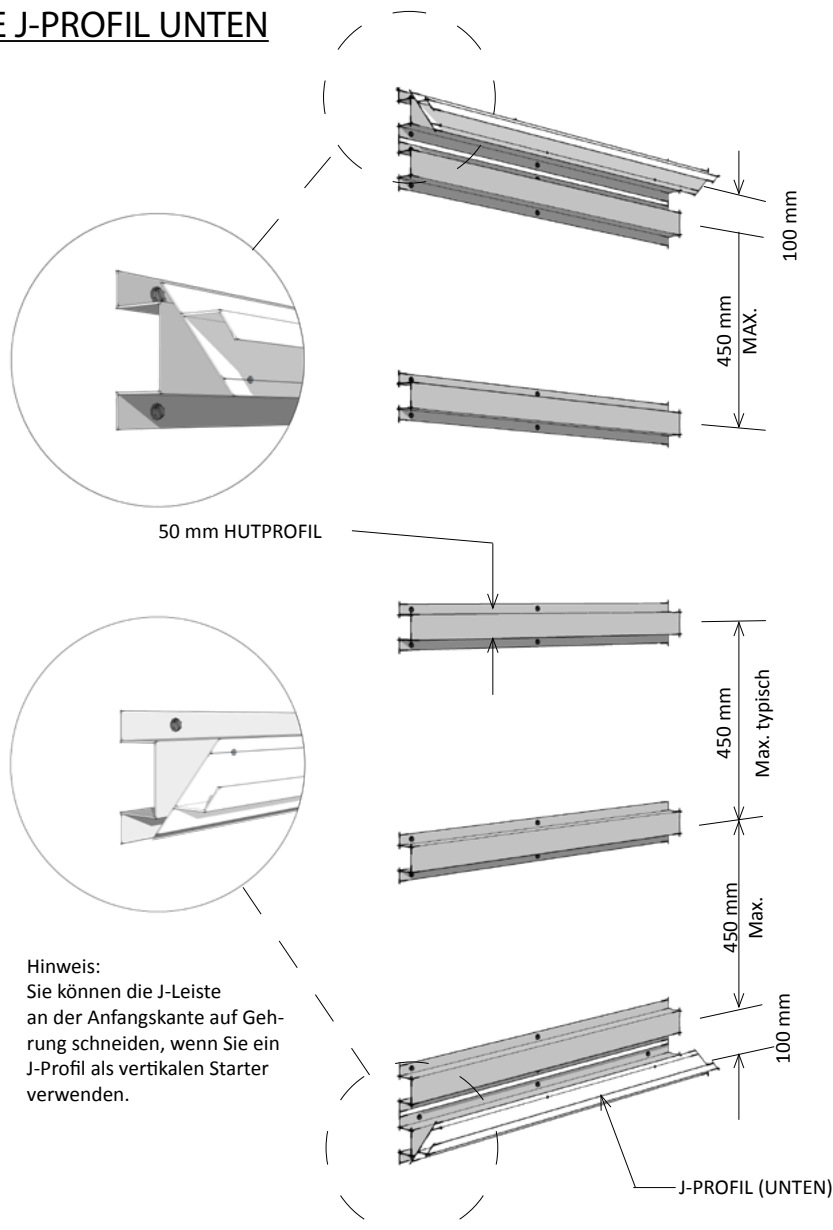 E J-PROFIL UNTEN
100 mm
450 mm
MAX.
50 mm HUTPROFIL
450 mm
Max. typisch
450 mm
Max.
Hinweis:
Sie können die J-Leiste
an der Anfangskante auf Geh-
rung schneiden, wenn Sie ein
J-Profil als vertikalen Starter
verwenden.
100 mm
J-PROFIL (UNTEN)